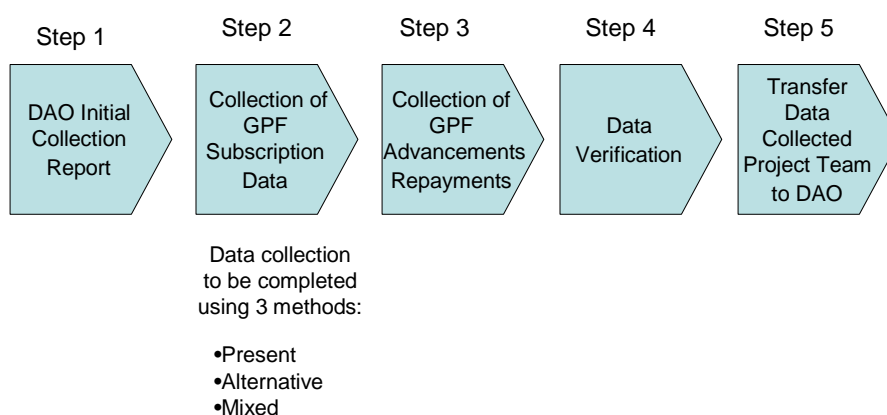 Step 1
DAO Initial
Collection
Report
Step 2
Collection of
GPF
Subscription
Data
Data collection
to be completed
using 3 methods:
•Present
•Alternative
•Mixed
Step 3
Collection of
GPF
Advancements
Repayments
Step 4
Data
Verification
Step 5
Transfer
Data
Collected
Project Team
to DAO